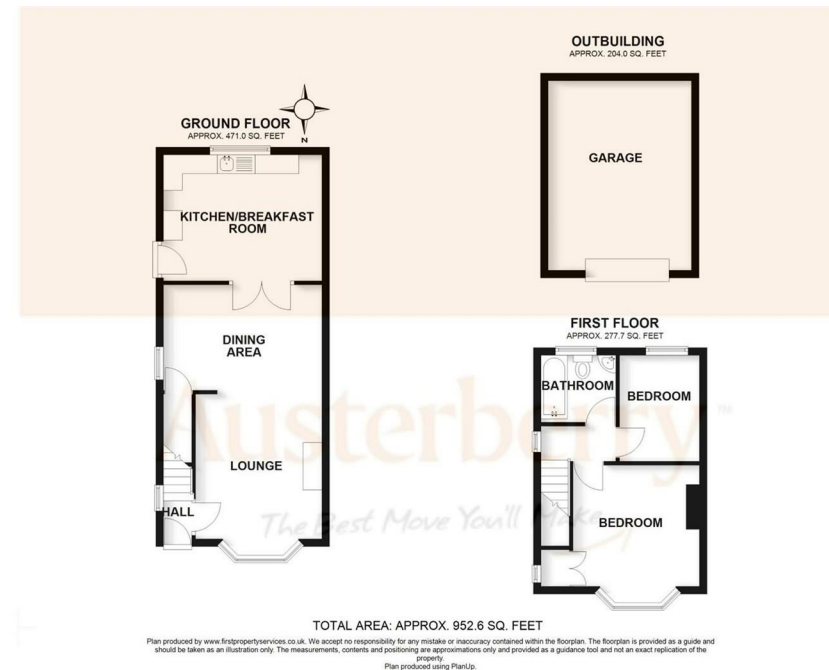 OUTBUILDING
APPROX. 204.0 SQ. FEET
GARAGE
GROUND FLOOR
APPROX. 471.0 SQ. FEET
N
KITCHEN/BREAKFAST
ROOM
DINING
AREA
LOUNGE
HALL
FIRST FLOOR
APPROX. 277.7 SQ. FEET
BATHROOM
BEDROOM
BEDROOM
Austerberry™
The Best Move You'll Make
TOTAL AREA: APPROX. 952.6 SQ. FEET
Plan produced by www.firstpropertyservices.co.uk. We accept no responsibility for any mistake or inaccuracy contained within the floorplan. The floorplan is provided as a guide and
should be taken as an illustration only. The measurements, contents and positioning are approximations only and provided as a guidance tool and not an exact replication of the
property.
Plan produced using PlanUp.